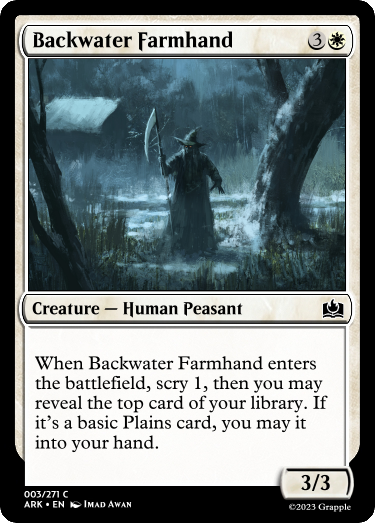 Backwater Farmhand 3
Creature — Human Peasant
When Backwater Farmhand enters
the battlefield, scry 1, then you may
reveal the top card of your library. If
it's a basic Plains card, you may it
into your hand.
3/3
003/271 C
ARK • EN Imad Awan
©2023 Grapple